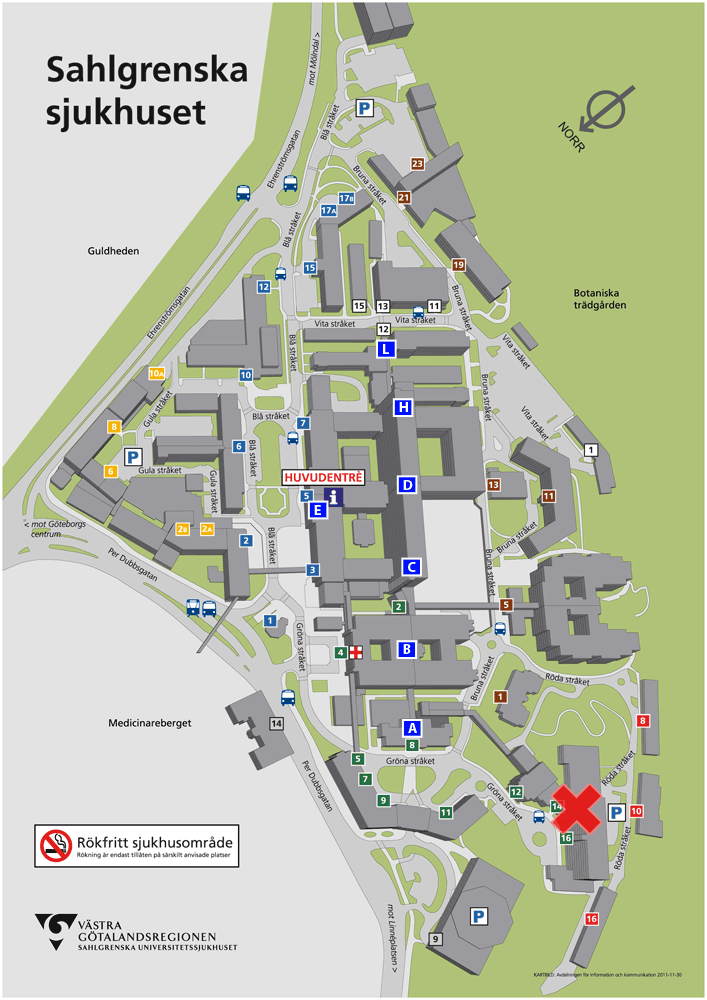 Sahlgrenska
sjukhuset
mot Mölndal >
Ehrenströmsgatan
Blå stråket
P
NORR
23
Bruna stråket
21
17B
17A
Blå stråket
Guldheden
15
19
12
Botaniska
trädgården
Ehrenströmsgatan
15
13
11
Bruna stråket
Vita stråket
Vita stråket
12
Vita stråket
L
Blå stråket
10A
10
Bruna stråket
Gula stråket
H
Blå stråket
7
Vita stråket
8
6
Blå stråket
1
P
6
Gula stråket
Gula stråket
HUVUDENTRÈ
5
i
D
13
11
E
< mot Göteborgs
centrum
2B
2A
2
Blå stråket
Bruna stråket
Per Dubbsgatan
3
C
Bruna stråket
2
5
1
Gröna stråket
4
B
Röda stråket
Bruna stråket
1
Medicinareberget
14
A
8
8
Gröna stråket
5
7
Per Dubbsgatan
9
11
12
Gröna stråket
14
16
P
10
Röda stråket
Röda stråket
Rökfritt sjukhusområde
Rökning är endast tillåten på särskilt anvisade platser
VÄSTRA
GÖTALANDSREGIONEN
SAHLGRENSKA UNIVERSITETSSJUKHUSET
mot Linnéplatsen >
9
P
16
KARTBILD: Avdelningen för information och kommunikation 2011-11-30